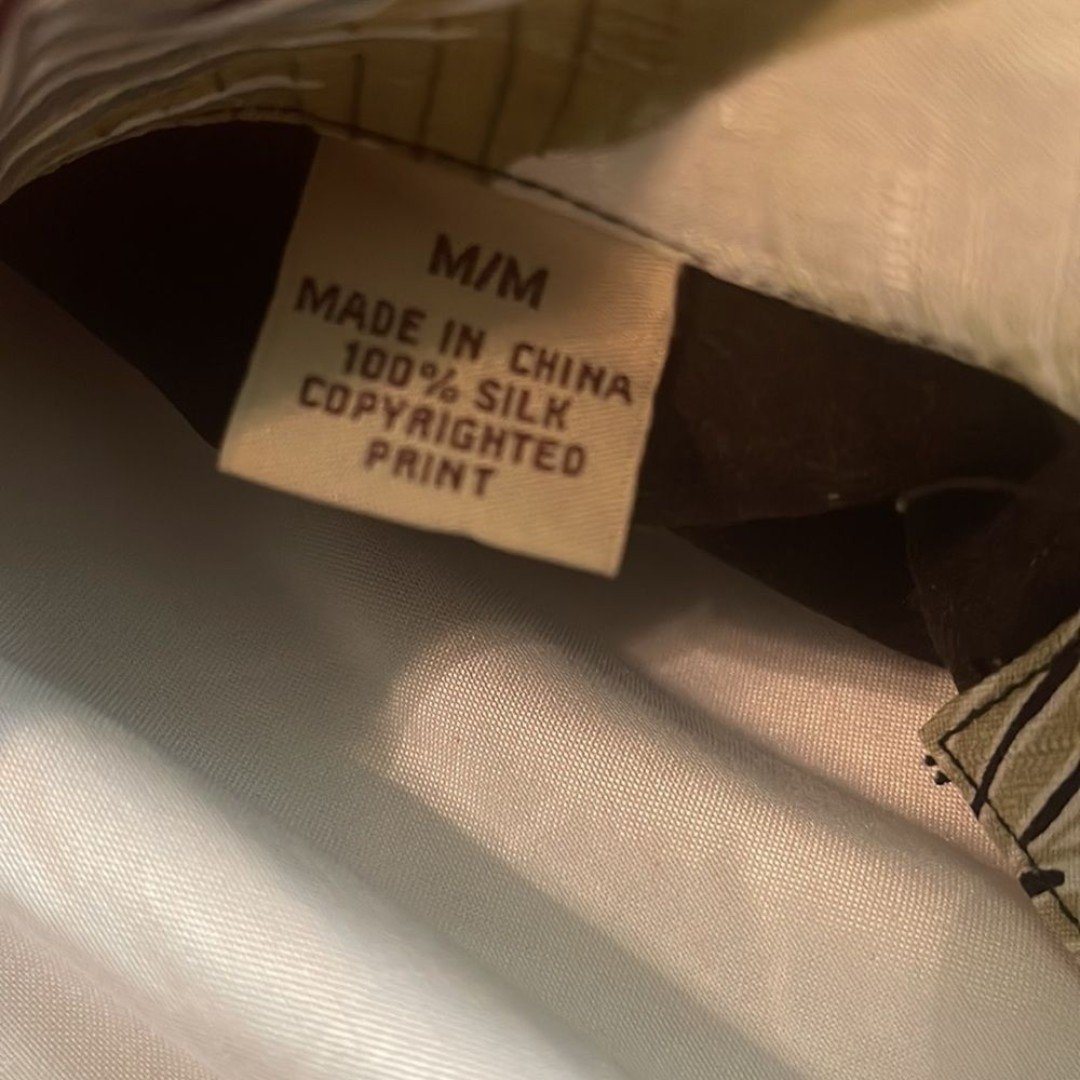 M/M
MADE IN CHINA
100% SILK
COPYRIGHTED
PRINT